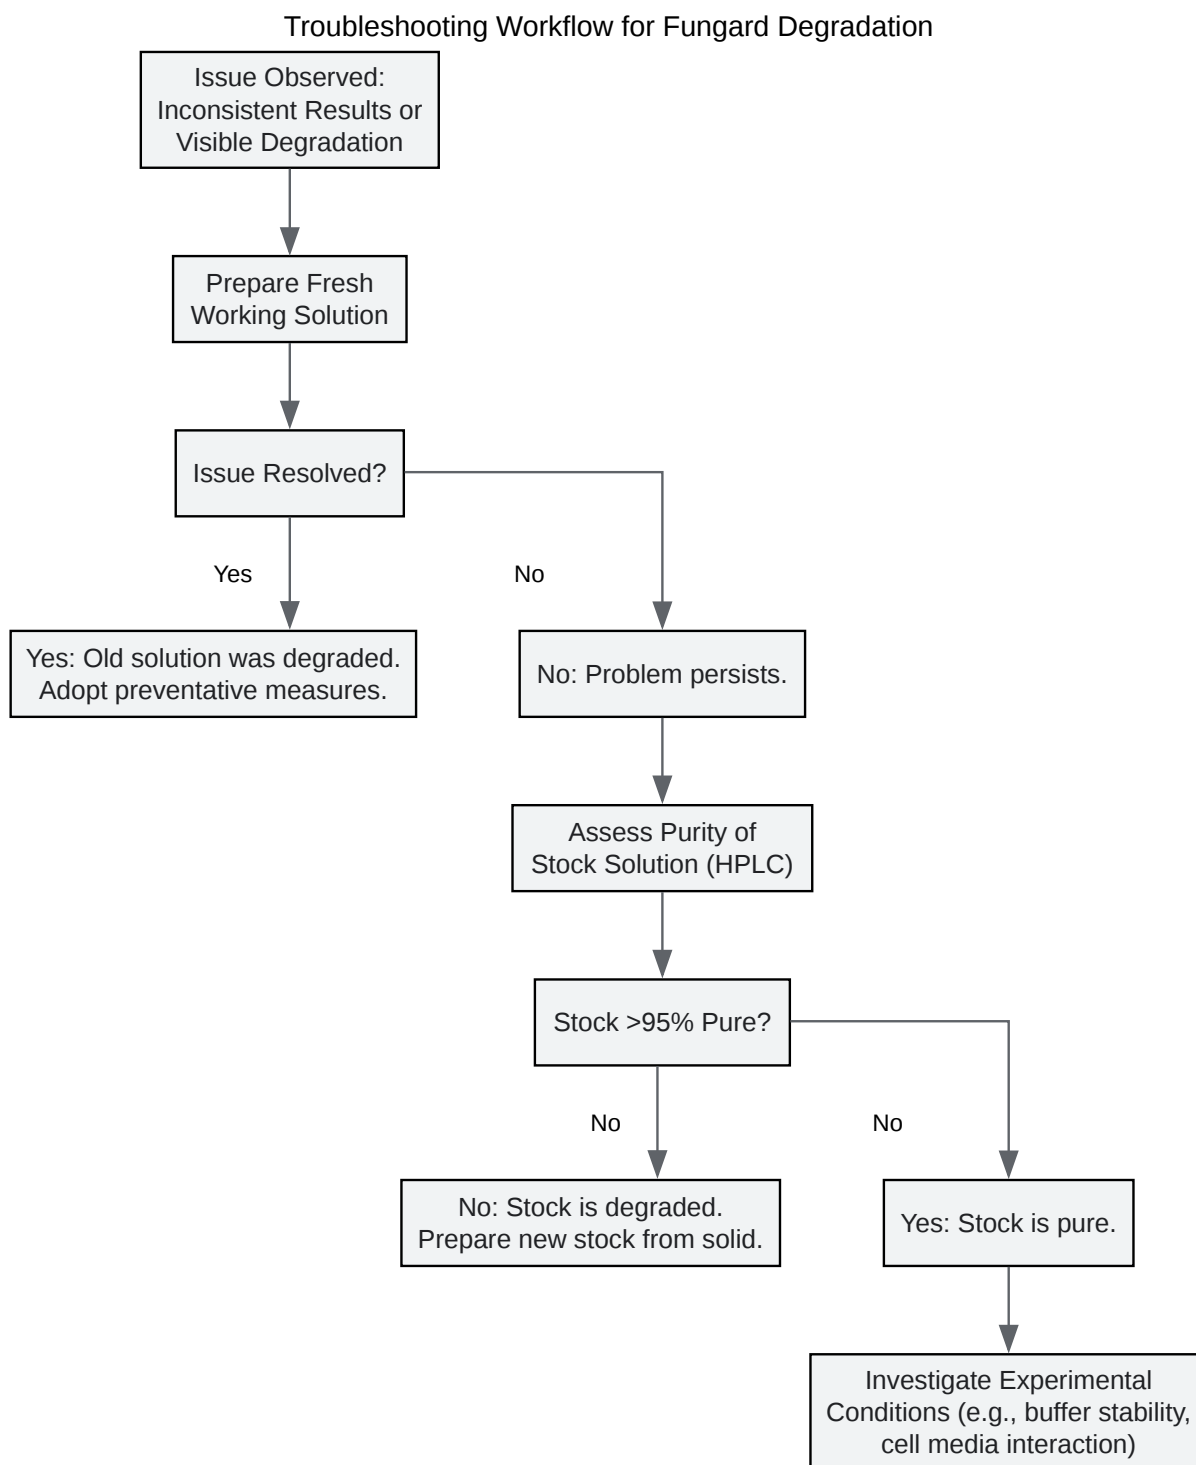 Troubleshooting Workflow for Fungard Degradation
Issue Observed:
Inconsistent Results or
Visible Degradation
Prepare Fresh
Working Solution
Issue Resolved?
Yes
No
Yes: Old solution was degraded.
Adopt preventative measures.
No: Problem persists.
Assess Purity of
Stock Solution (HPLC)
Stock >95% Pure?
No
No
No: Stock is degraded.
Prepare new stock from solid.
Yes: Stock is pure.
Investigate Experimental
Conditions (e.g., buffer stability,
cell media interaction)